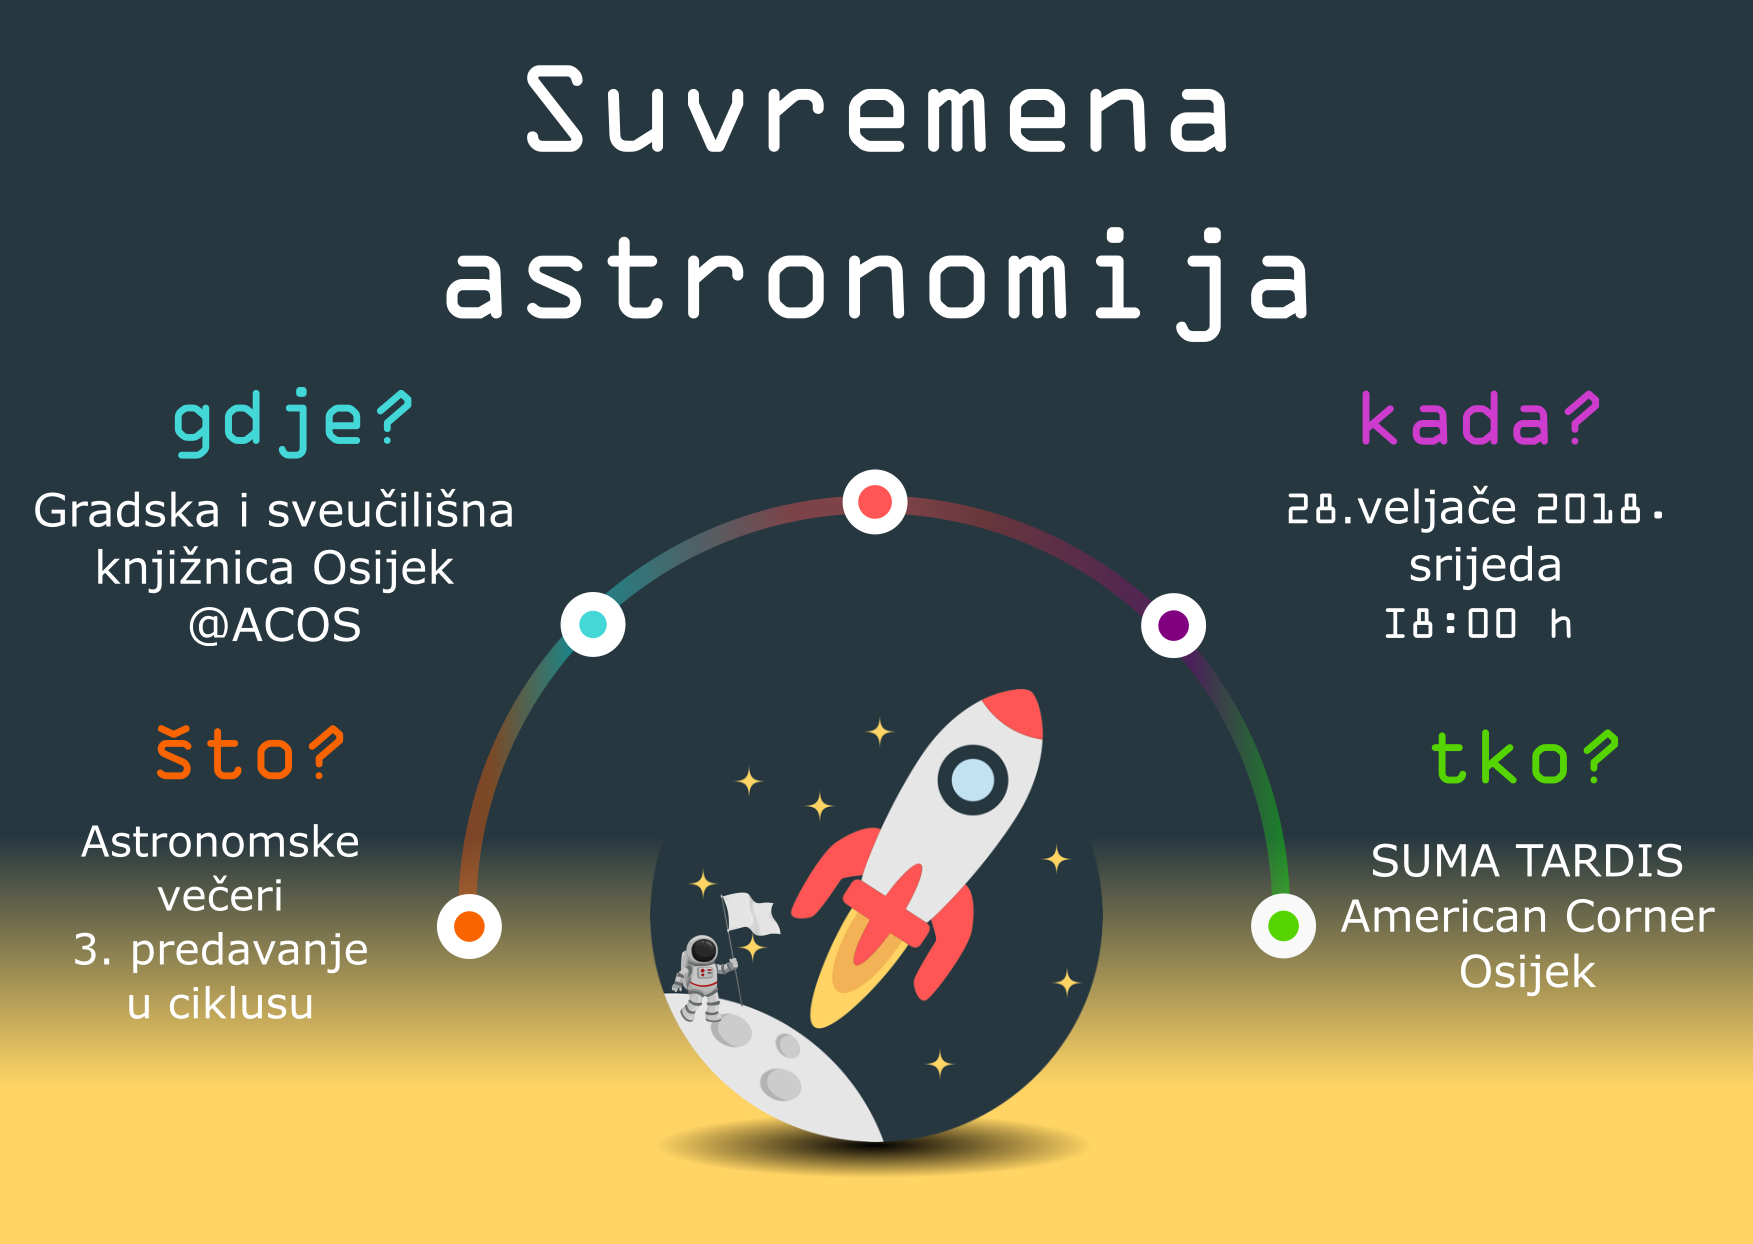 Suvremena
astronomija
gdje?
Gradska i sveučilišna
knjižnica Osijek
@ACOS
kada?
28.veljače 2018.
srijeda
18:00 h
što?
Astronomske
večeri
3. predavanje
u ciklusu
tko?
SUMA TARDIS
American Corner
Osijek